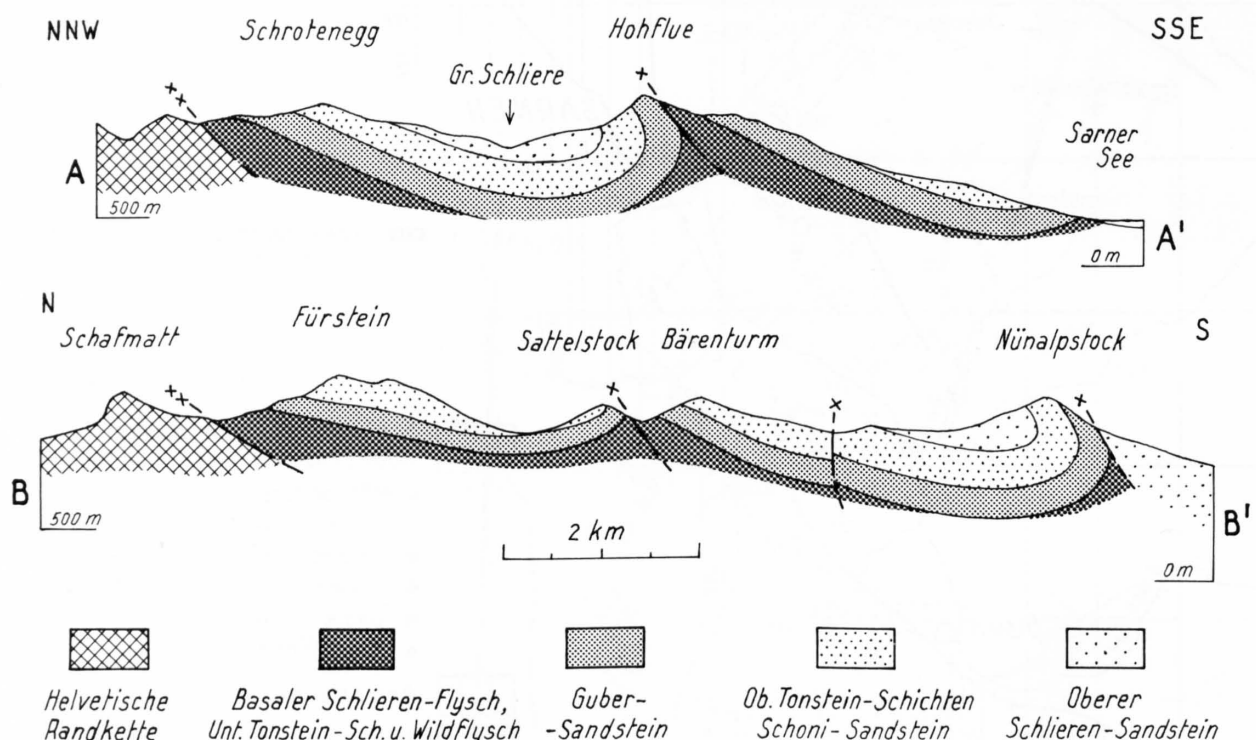 NNW
Schrotenegg
Hohflue
SSE
Gr. Schliere
Sarner
See
A
500 m
A'
0 m
N
S
Schafmatt
Fürstein
Sattelstock
Bärenturm
Nünalpstock
B
500 m
2 km
B'
0 m
Helvetische
Randkette
Basaler Schlieren-Flysch,
Unt. Tonstein-Sch. u. Wildflysch
Guber-
-Sandstein
Ob. Tonstein-Schichten
Schoni-Sandstein
Oberer
Schlieren-Sandstein